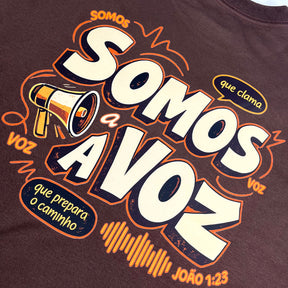 SOMOS
SOMOS
que clama
a
A VOZ
VOZ
VOZ
que prepara
o caminho
JOÃO 1:23